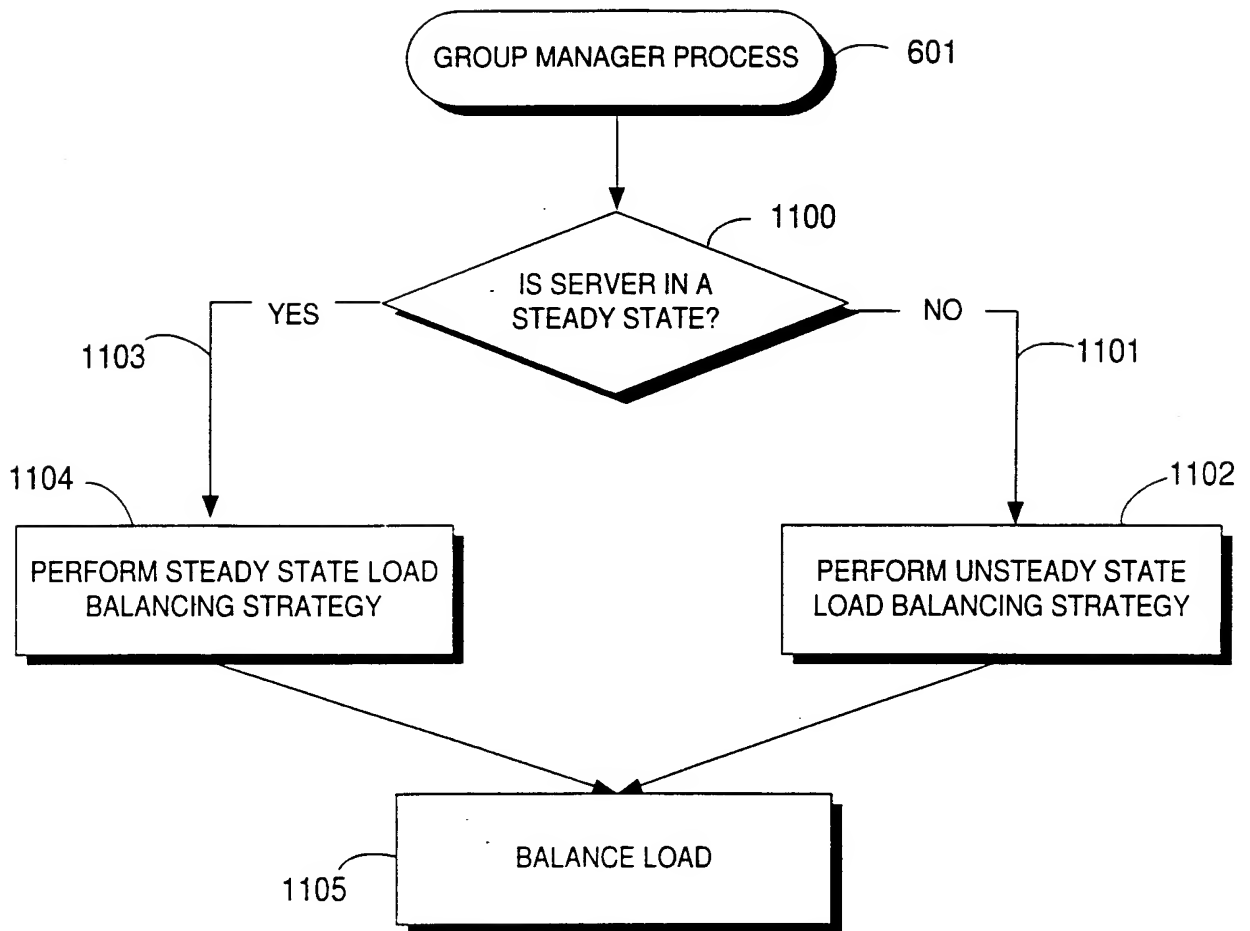 GROUP MANAGER PROCESS
601
1100
IS SERVER IN A
STEADY STATE?
YES
NO
1103
1101
1104
1102
PERFORM STEADY STATE LOAD
BALANCING STRATEGY
PERFORM UNSTEADY STATE
LOAD BALANCING STRATEGY
BALANCE LOAD
1105